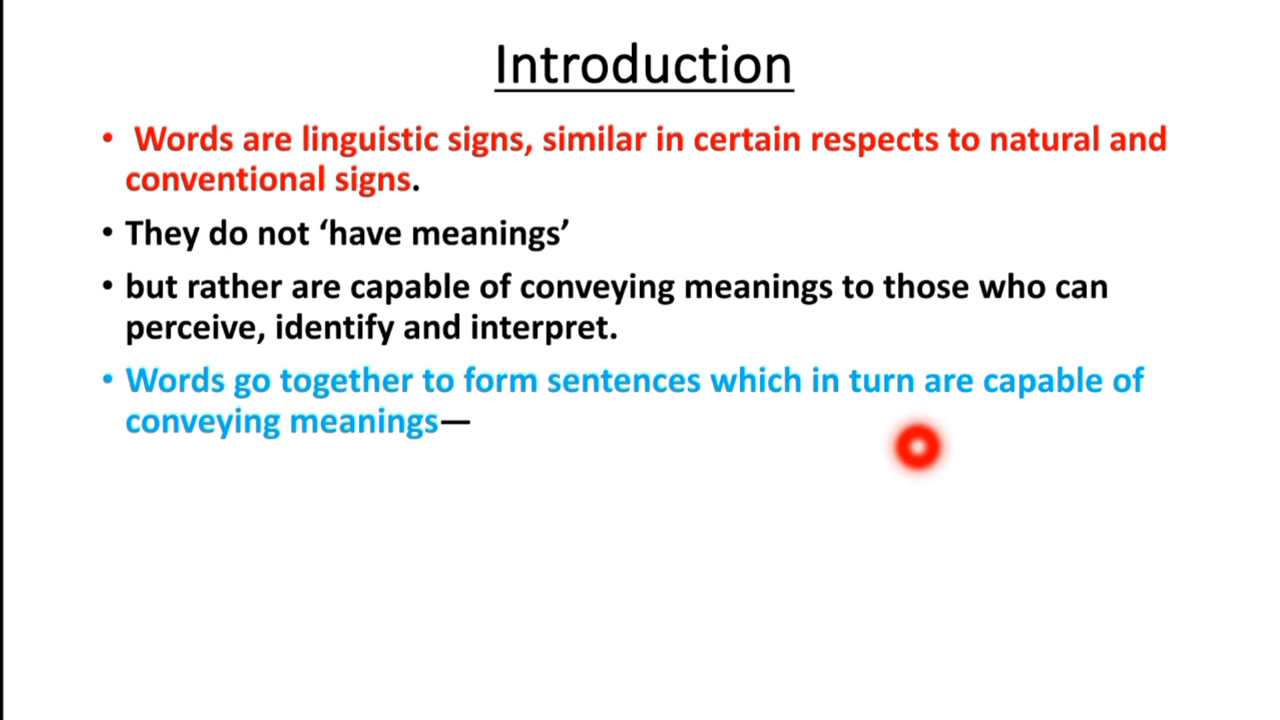 Introduction
• Words are linguistic signs, similar in certain respects to natural and
conventional signs.
• They do not ‘have meanings’
• but rather are capable of conveying meanings to those who can
perceive, identify and interpret.
• Words go together to form sentences which in turn are capable of
conveying meanings—